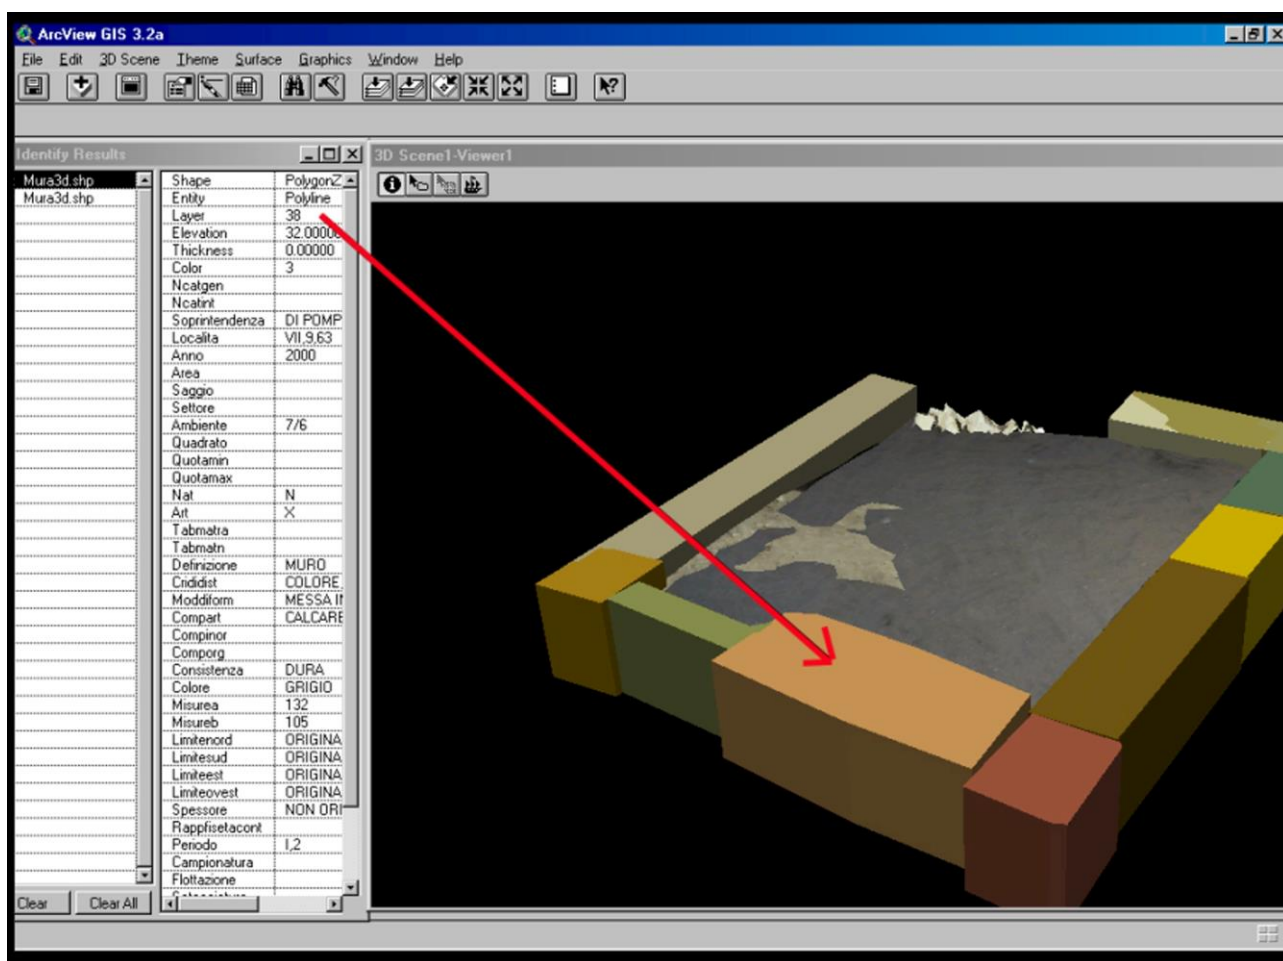 ArcView GIS 3.2a
File Edit 3D Scene Theme Surface Graphics Window Help
Identify Results
3D Scene1-Viewer1
Mura3d.shp
Mura3d.shp
Shape PolygonZ
Entity Polyline
Layer 38
Elevation 32.00000
Thickness 0.00000
Color 3
Ncatgen
Ncatint
Soprintendenza DI POMP
Localita VII,9,63
Anno 2000
Area
Saggio
Settore
Ambiente 7/6
Quadrato
Quotamin
Quotamax
Nat N
Art X
Tabmatra
Tabmatn
Definizione MURO
Crididist COLORE,
Moddiform MESSA IN
Compart CALCARE
Compinor
Comporg
Consistenza DURA
Colore GRIGIO
Misurea 132
Misureb 105
Limitenord ORIGINA
Limitesud ORIGINA
Limiteest ORIGINA
Limiteovest ORIGINA
Spessore NON ORI
Rappfisetacont
Periodo I,2
Campionatura
Flottazione
Clear Clear All